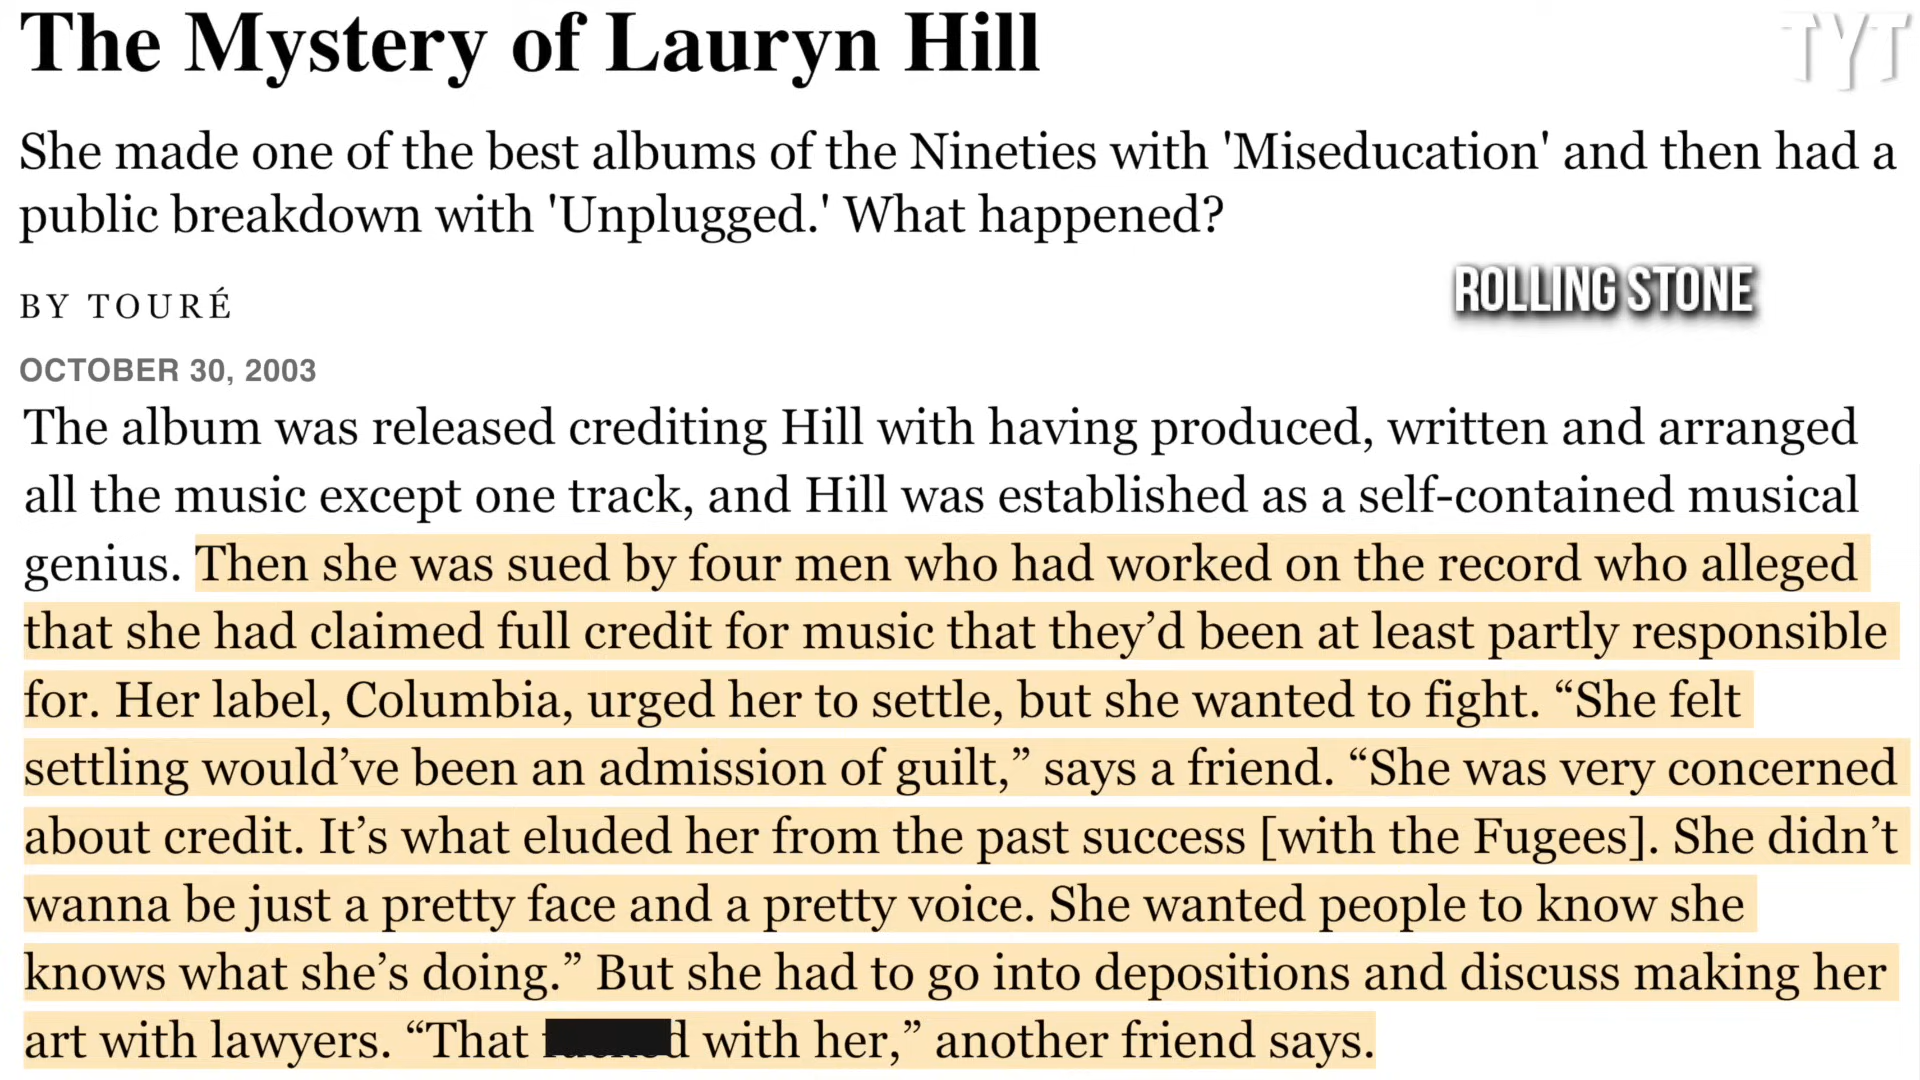 The Mystery of Lauryn Hill
TYT
She made one of the best albums of the Nineties with 'Miseducation' and then had a
public breakdown with 'Unplugged.' What happened?
ROLLING STONE
BY TOURÉ
OCTOBER 30, 2003
The album was released crediting Hill with having produced, written and arranged
all the music except one track, and Hill was established as a self-contained musical
genius. Then she was sued by four men who had worked on the record who alleged
that she had claimed full credit for music that they’d been at least partly responsible
for. Her label, Columbia, urged her to settle, but she wanted to fight. “She felt
settling would’ve been an admission of guilt,” says a friend. “She was very concerned
about credit. It’s what eluded her from the past success [with the Fugees]. She didn’t
wanna be just a pretty face and a pretty voice. She wanted people to know she
knows what she’s doing.” But she had to go into depositions and discuss making her
art with lawyers. “That with her,” another friend says.